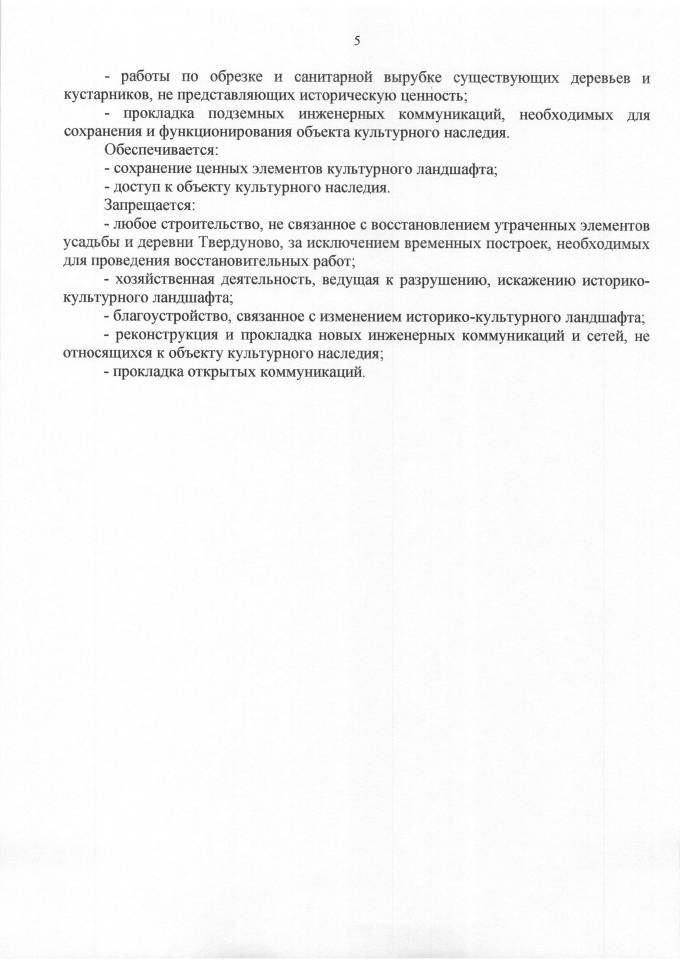 5
- работы по обрезке и санитарной вырубке существующих деревьев и
кустарников, не представляющих историческую ценность;
- прокладка подземных инженерных коммуникаций, необходимых для
сохранения и функционирования объекта культурного наследия.
Обеспечивается:
- сохранение ценных элементов культурного ландшафта;
- доступ к объекту культурного наследия.
Запрещается:
- любое строительство, не связанное с восстановлением утраченных элементов
усадьбы и деревни Твердуново, за исключением временных построек, необходимых
для проведения восстановительных работ;
- хозяйственная деятельность, ведущая к разрушению, искажению историко-
культурного ландшафта;
- благоустройство, связанное с изменением историко-культурного ландшафта;
- реконструкция и прокладка новых инженерных коммуникаций и сетей, не
относящихся к объекту культурного наследия;
- прокладка открытых коммуникаций.